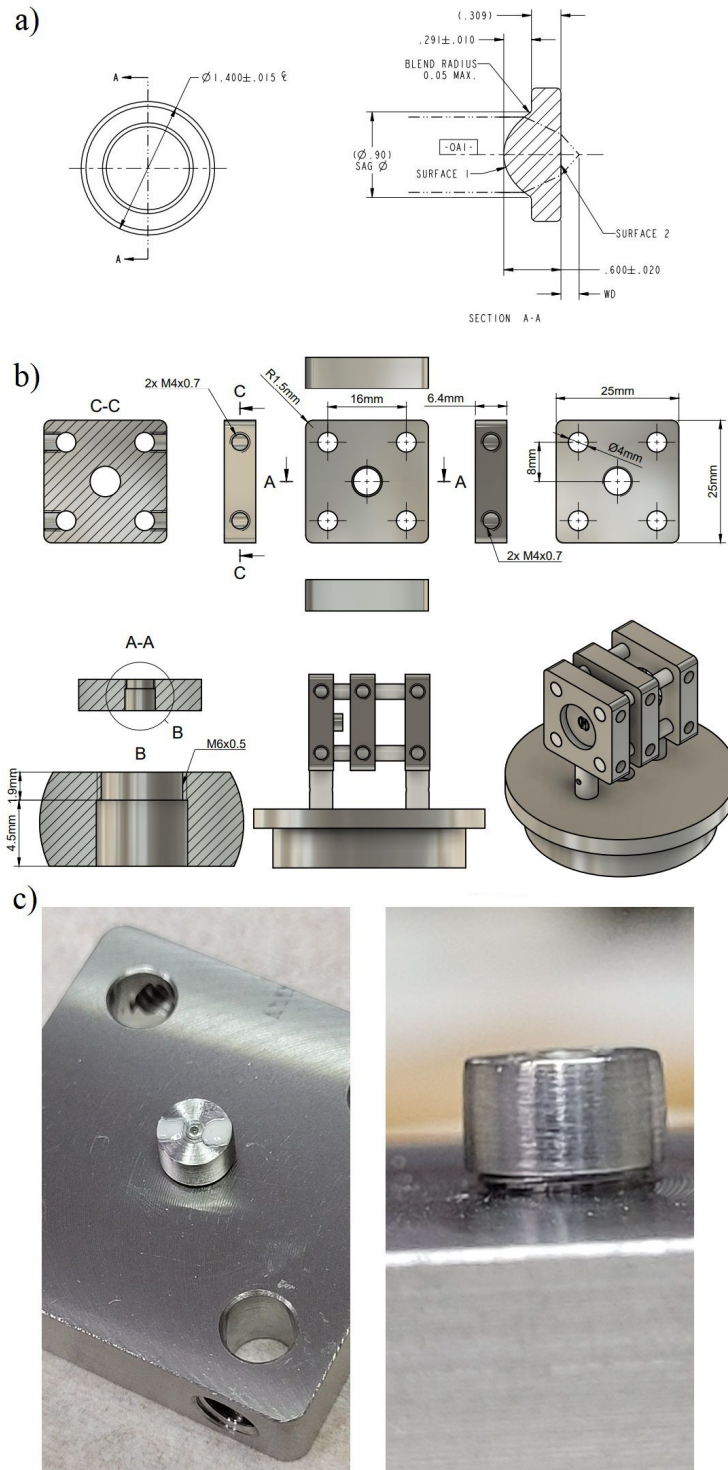 a)
(.309)
.291±.010
BLEND RADIUS
0.05 MAX.
A
Ø1.400±.015 ℄
(Ø.90)
SAG Ø
-OA1-
SURFACE 1
SURFACE 2
A
.600±.020
WD
SECTION A-A
b)
C-C
2x M4x0.7
C
R1.5mm
16mm
6.4mm
25mm
A
A
Ø4mm
8mm
25mm
C
2x M4x0.7
A-A
B
B
M6x0.5
1.9mm
4.5mm
c)